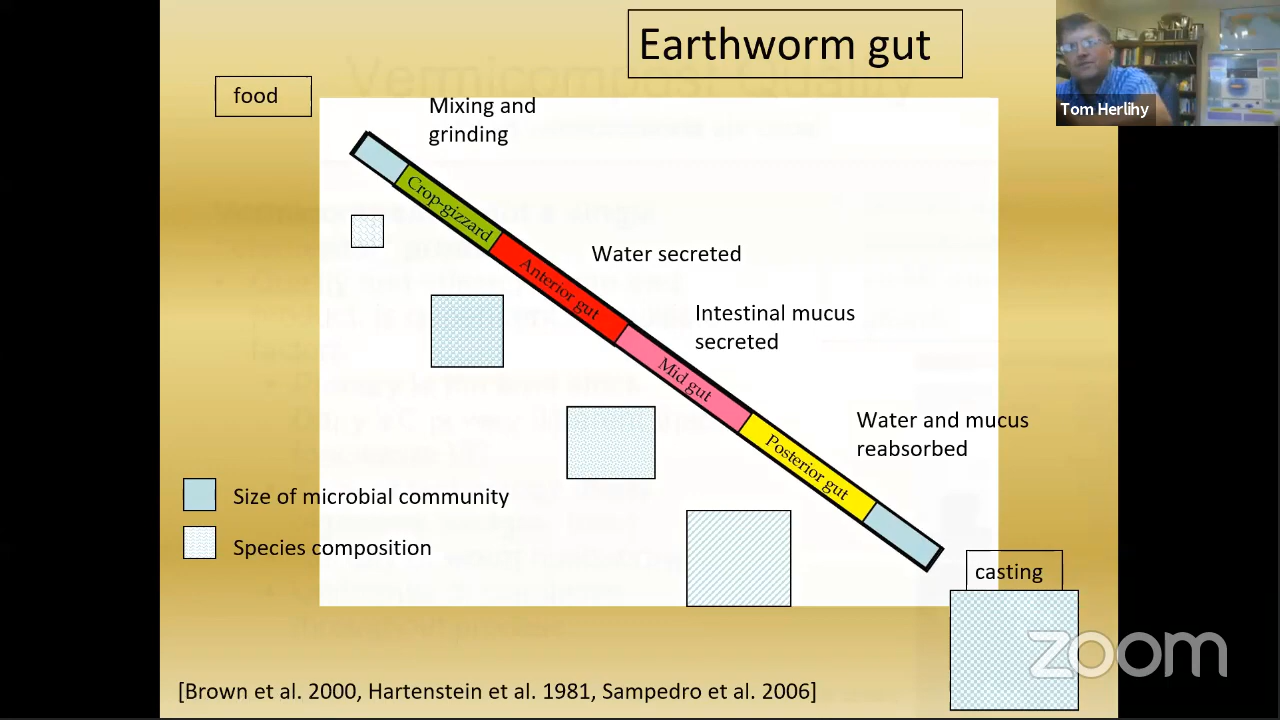 Earthworm gut
food
Mixing and
grinding
Tom Herlihy
Crop-gizzard
Anterior gut
Water secreted
Intestinal mucus
secreted
Mid gut
Water and mucus
reabsorbed
Posterior gut
Size of microbial community
Species composition
casting
zoom
[Brown et al. 2000, Hartenstein et al. 1981, Sampedro et al. 2006]
Vermicompost Quality